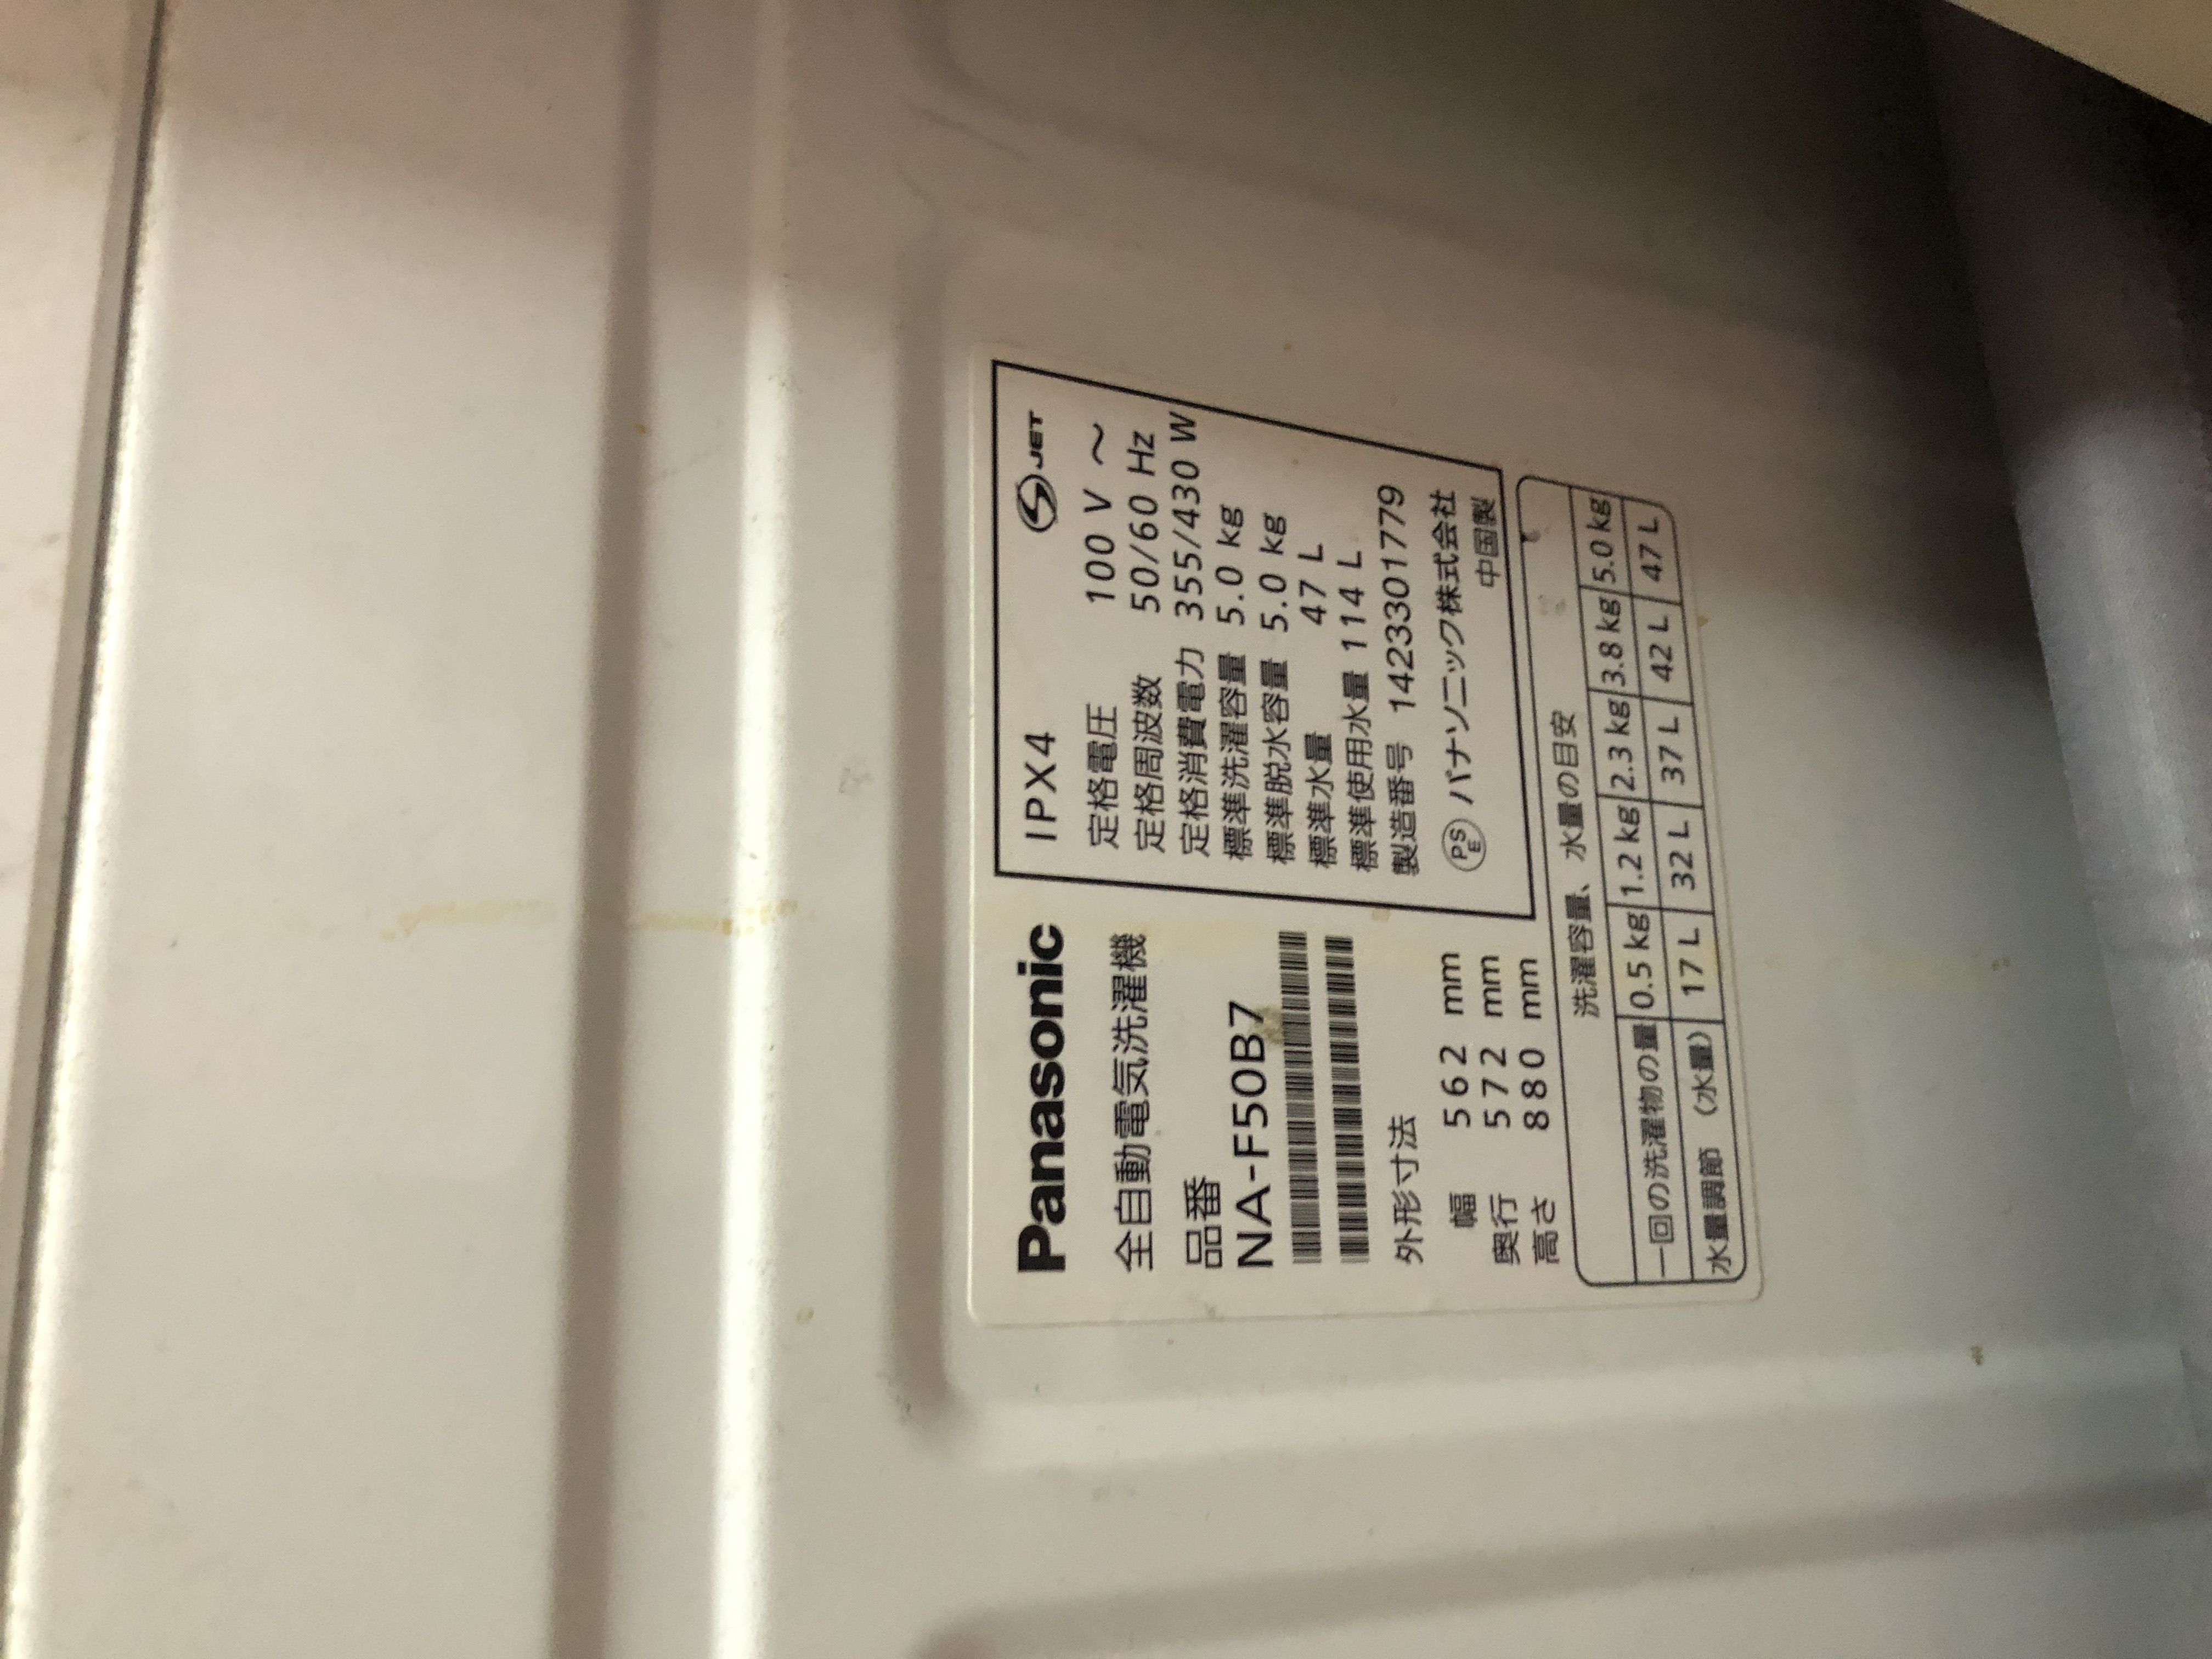 Panasonic
全自動電気洗濯機
品番
NA-F50B7
外形寸法
幅 562 mm
奥行 572 mm
高さ 880 mm
IPX4
S JET
定格電圧 100 V ～
定格周波数 50/60 Hz
定格消費電力 355/430 W
標準洗濯容量 5.0 kg
標準脱水容量 5.0 kg
標準水量 47 L
標準使用水量 114 L
製造番号 1423301779
PSE パナソニック株式会社
中国製
洗濯容量、水量の目安
一回の洗濯物の量 0.5 kg 1.2 kg 2.3 kg 3.8 kg 5.0 kg
水量調節 （水量） 17 L 32 L 37 L 42 L 47 L